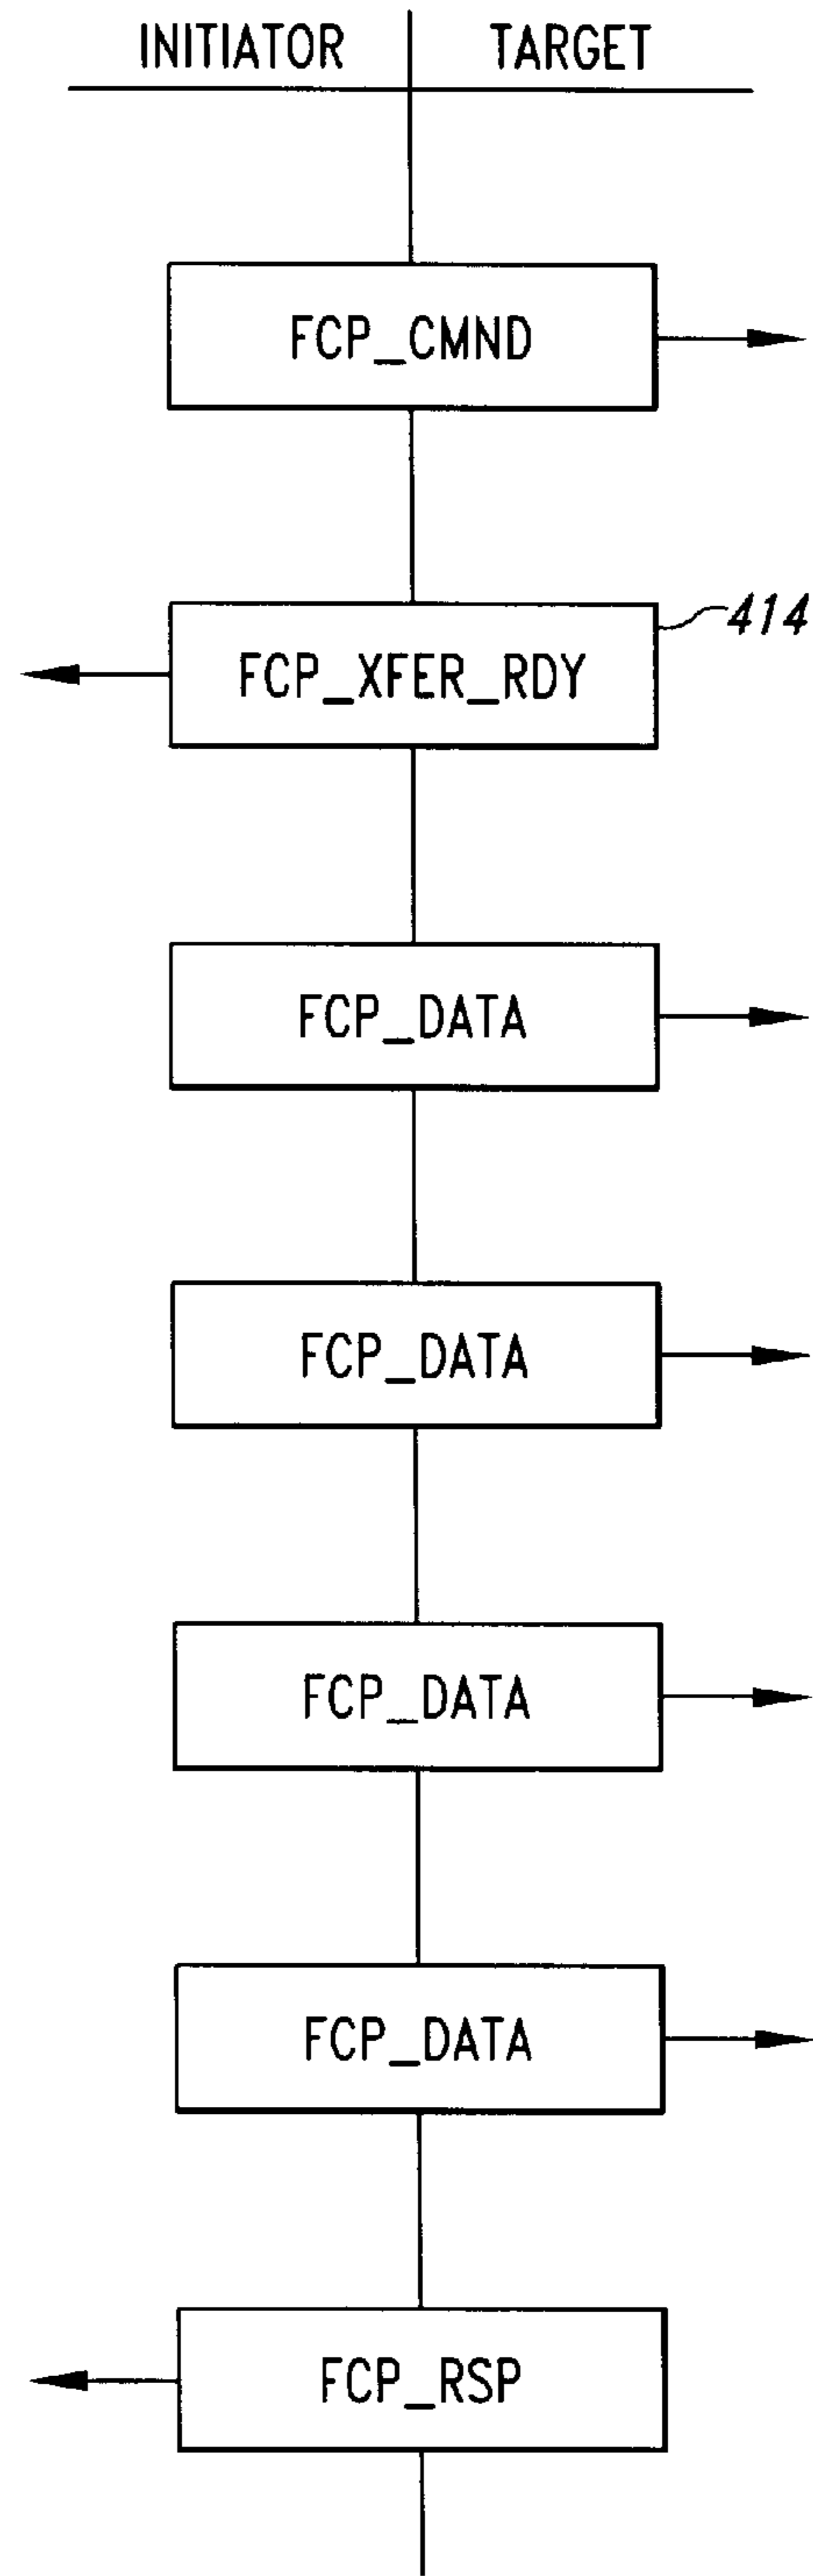 INITIATOR TARGET
FCP_CMND
414
FCP_XFER_RDY
FCP_DATA
FCP_DATA
FCP_DATA
FCP_DATA
FCP_RSP